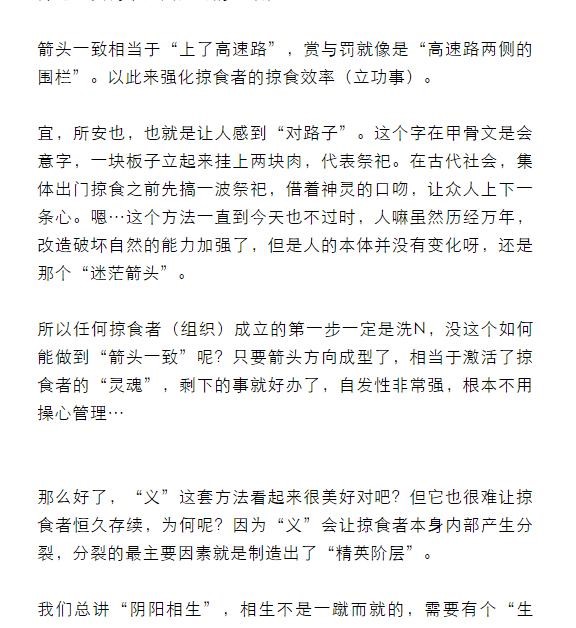 箭头一致相当于“上了高速路”，赏与罚就像是“高速路两侧的
围栏”。以此来强化掠食者的掠食效率（立功事）。
宜，所安也，也就是让人感到“对路子”。这个字在甲骨文是会
意字，一块板子立起来挂上两块肉，代表祭祀。在古代社会，集
体出门掠食之前先搞一波祭祀，借着神灵的口吻，让众人上下一
条心。嗯…这个方法一直到今天也不过时，人嘛虽然历经万年，
改造破坏自然的能力加强了，但是人的本体并没有变化呀，还是
那个“迷茫箭头”。
所以任何掠食者（组织）成立的第一步一定是洗N，没这个如何
能做到“箭头一致”呢？只要箭头方向成型了，相当于激活了掠
食者的“灵魂”，剩下的事就好办了，自发性非常强，根本不用
操心管理…
那么好了，“义”这套方法看起来很美好对吧？但它也很难让掠
食者恒久存续，为何呢？因为“义”会让掠食者本身内部产生分
裂，分裂的最主要因素就是制造出了“精英阶层”。
我们总讲“阴阳相生”，相生不是一蹴而就的，需要有个“生